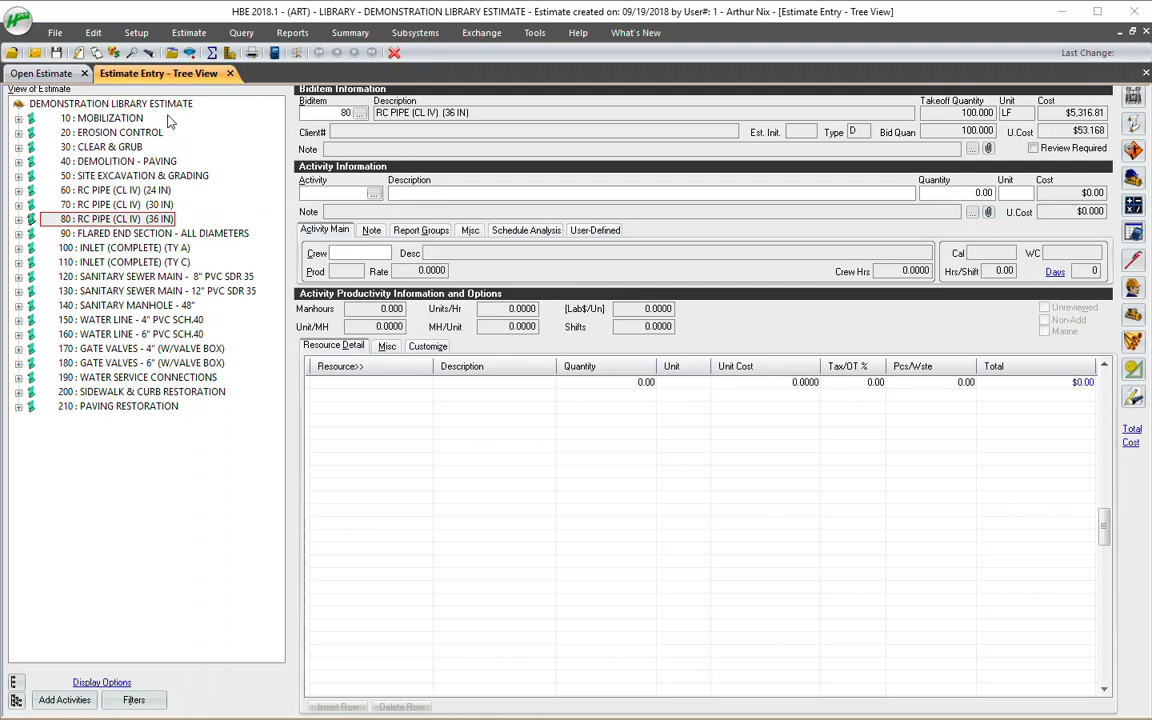 HBE 2018.1 - (ART) - LIBRARY - DEMONSTRATION LIBRARY ESTIMATE - Estimate created on: 09/19/2018 by User#: 1 - Arthur Nix - [Estimate Entry - Tree View]
File Edit Setup Estimate Query Reports Summary Subsystems Exchange Tools Help What's New
Last Change:
Open Estimate Estimate Entry - Tree View
View of Estimate
DEMONSTRATION LIBRARY ESTIMATE
10 : MOBILIZATION
20 : EROSION CONTROL
30 : CLEAR & GRUB
40 : DEMOLITION - PAVING
50 : SITE EXCAVATION & GRADING
60 : RC PIPE (CL IV) (24 IN)
70 : RC PIPE (CL IV) (30 IN)
80 : RC PIPE (CL IV) (36 IN)
90 : FLARED END SECTION - ALL DIAMETERS
100 : INLET (COMPLETE) (TY A)
110 : INLET (COMPLETE) (TY C)
120 : SANITARY SEWER MAIN - 8" PVC SDR 35
130 : SANITARY SEWER MAIN - 12" PVC SDR 35
140 : SANITARY MANHOLE - 48"
150 : WATER LINE - 4" PVC SCH.40
160 : WATER LINE - 6" PVC SCH.40
170 : GATE VALVES - 4" (W/VALVE BOX)
180 : GATE VALVES - 6" (W/VALVE BOX)
190 : WATER SERVICE CONNECTIONS
200 : SIDEWALK & CURB RESTORATION
210 : PAVING RESTORATION
Display Options
Add Activities Filters
Biditem Information
Biditem Description Takeoff Quantity Unit Cost
80 ... RC PIPE (CL IV) (36 IN) 100.000 LF $5,316.81
Client# Est. Init. Type D Bid Quan 100.000 U.Cost $53.168
Note ... Review Required
Activity Information
Activity Description Quantity Unit Cost
... 0.00 $0.00
Note ... U.Cost $0.000
Activity Main Note Report Groups Misc Schedule Analysis User-Defined
Crew Desc Cal WC
Prod Rate 0.0000 Crew Hrs 0.0000 Hrs/Shift 0.00 Days 0
Activity Productivity Information and Options
Manhours 0.000 Units/Hr 0.0000 [Lab$/Un] 0.0000 Unreviewed
Non-Add
Unit/MH 0.0000 MH/Unit 0.0000 Shifts 0.0000 Marine
Resource Detail Misc Customize
Resource>> Description Quantity Unit Unit Cost Tax/OT % Pcs/Wste Total
0.00 0.0000 0.00 0.00 $0.00
Total
Cost
Insert Row Delete Row